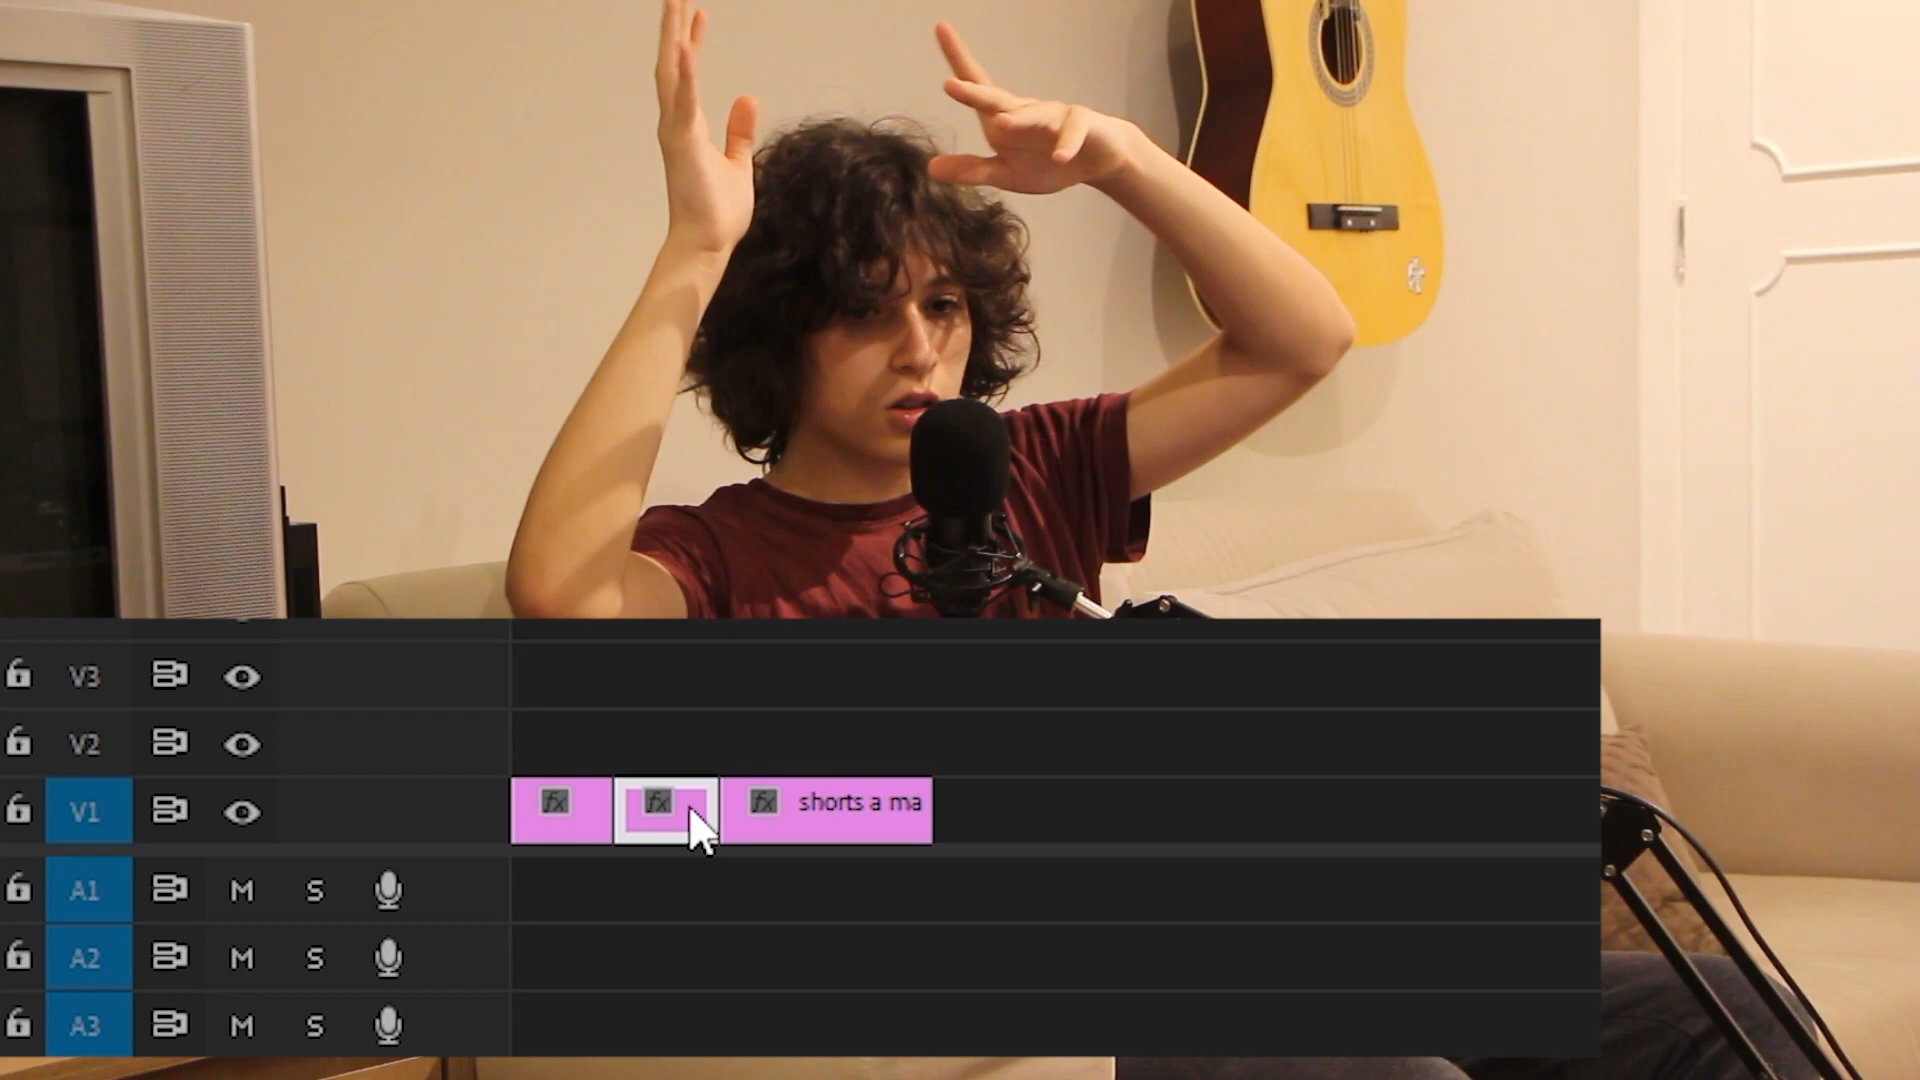 V3
V2
V1 fx fx fx shorts a ma
A1 M S
A2 M S
A3 M S